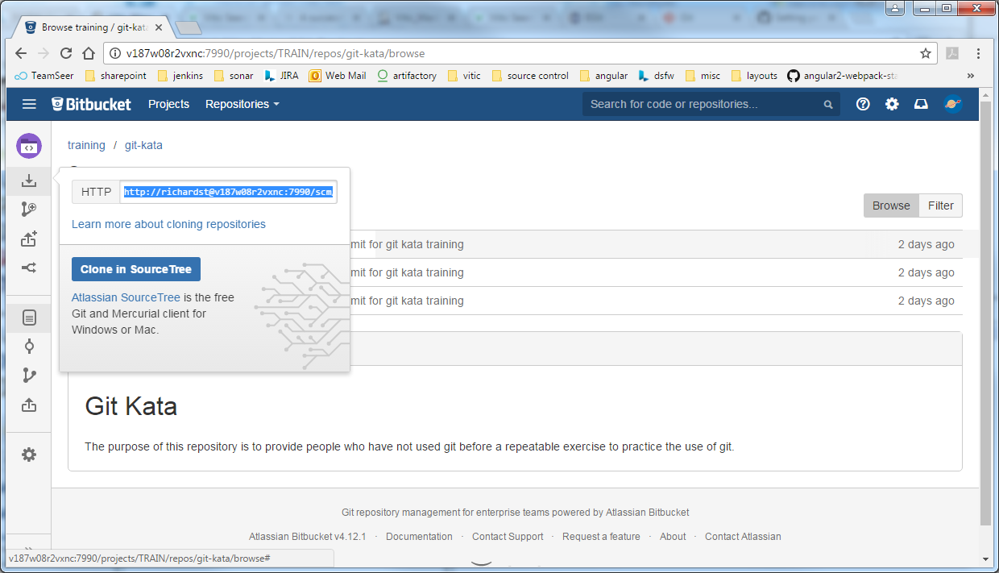 Browse training / git-kata
v187w08r2vxnc:7990/projects/TRAIN/repos/git-kata/browse
TeamSeer sharepoint jenkins sonar JIRA Web Mail artifactory vitic source control angular dsfw misc layouts angular2-webpack-sta »
Bitbucket Projects Repositories Search for code or repositories...
training / git-kata
HTTP http://richardst@v187w08r2vxnc:7990/scm
Browse Filter
Learn more about cloning repositories
mit for git kata training 2 days ago
Clone in SourceTree
mit for git kata training 2 days ago
Atlassian SourceTree is the free
mit for git kata training 2 days ago
Git and Mercurial client for
Windows or Mac.
Git Kata
The purpose of this repository is to provide people who have not used git before a repeatable exercise to practice the use of git.
Git repository management for enterprise teams powered by Atlassian Bitbucket
Atlassian Bitbucket v4.12.1 · Documentation · Contact Support · Request a feature · About · Contact Atlassian
v187w08r2vxnc:7990/projects/TRAIN/repos/git-kata/browse#